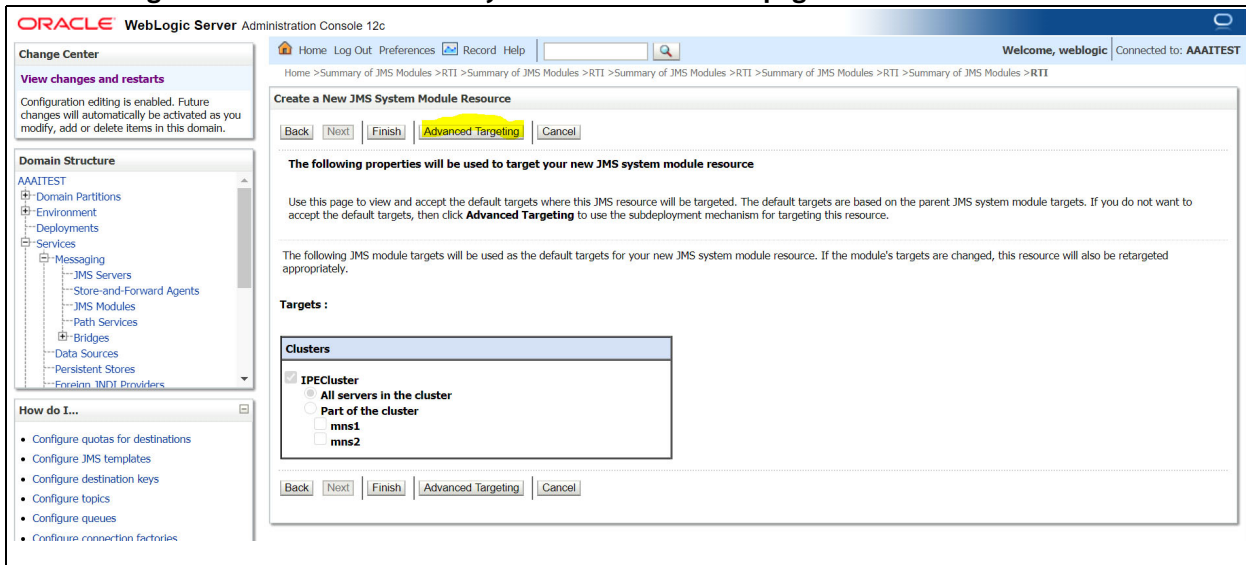 ORACLE WebLogic Server Administration Console 12c
Change Center
View changes and restarts
Configuration editing is enabled. Future
changes will automatically be activated as you
modify, add or delete items in this domain.
Domain Structure
AAAITEST
Domain Partitions
Environment
Deployments
Services
Messaging
JMS Servers
Store-and-Forward Agents
JMS Modules
Path Services
Bridges
Data Sources
Persistent Stores
Foreign JNDI Providers
How do I...
Configure quotas for destinations
Configure JMS templates
Configure destination keys
Configure topics
Configure queues
Configure connection factories
Home Log Out Preferences Record Help
Welcome, weblogic Connected to: AAAITEST
Home >Summary of JMS Modules >RTI >Summary of JMS Modules >RTI >Summary of JMS Modules >RTI >Summary of JMS Modules >RTI >Summary of JMS Modules >RTI
Create a New JMS System Module Resource
Back Next Finish Advanced Targeting Cancel
The following properties will be used to target your new JMS system module resource
Use this page to view and accept the default targets where this JMS resource will be targeted. The default targets are based on the parent JMS system module targets. If you do not want to
accept the default targets, then click Advanced Targeting to use the subdeployment mechanism for targeting this resource.
The following JMS module targets will be used as the default targets for your new JMS system module resource. If the module's targets are changed, this resource will also be retargeted
appropriately.
Targets :
Clusters
IPECluster
All servers in the cluster
Part of the cluster
mns1
mns2
Back Next Finish Advanced Targeting Cancel